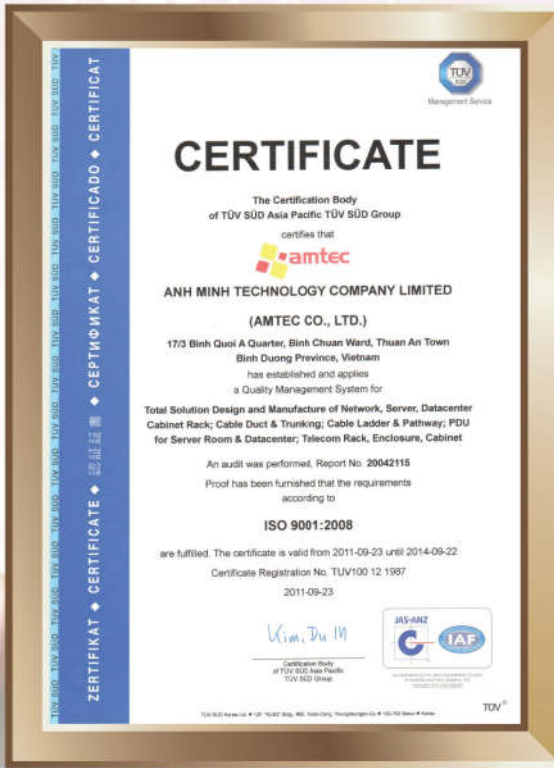 TÜV
SÜD
Management Service
CERTIFICATE
The Certification Body
of TÜV SÜD Asia Pacific TÜV SÜD Group
certifies that
amtec
ANH MINH TECHNOLOGY COMPANY LIMITED
(AMTEC CO., LTD.)
17/3 Binh Quoi A Quarter, Binh Chuan Ward, Thuan An Town
Binh Duong Province, Vietnam
has established and applies
a Quality Management System for
Total Solution Design and Manufacture of Network, Server, Datacenter
Cabinet Rack; Cable Duct & Trunking; Cable Ladder & Pathway; PDU
for Server Room & Datacenter; Telecom Rack, Enclosure, Cabinet
An audit was performed, Report No. 20042115
Proof has been furnished that the requirements
according to
ISO 9001:2008
are fulfilled. The certificate is valid from 2011-09-23 until 2014-09-22
Certificate Registration No. TUV100 12 1987
2011-09-23
Kim, Du Il
Certification Body
of TÜV SÜD Asia Pacific
TÜV SÜD Group
JAS-ANZ
C
IAF
TÜV®
ZERTIFIKAT ◆ CERTIFICATE ◆ 認証証書 ◆ СЕРТИФИКАТ ◆ CERTIFICADO ◆ CERTIFICAT